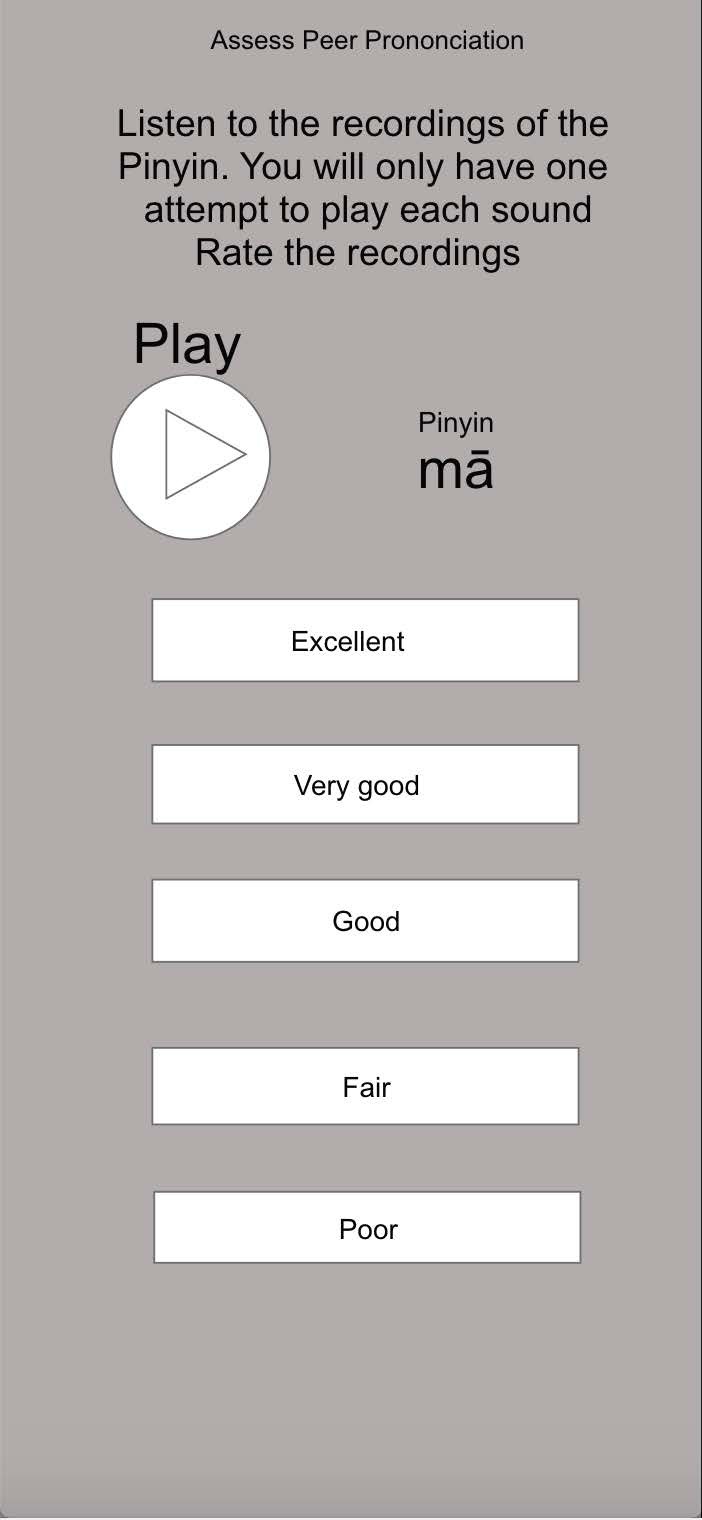 Assess Peer Prononciation
Listen to the recordings of the
Pinyin. You will only have one
attempt to play each sound
Rate the recordings
Play
Pinyin
mā
Excellent
Very good
Good
Fair
Poor